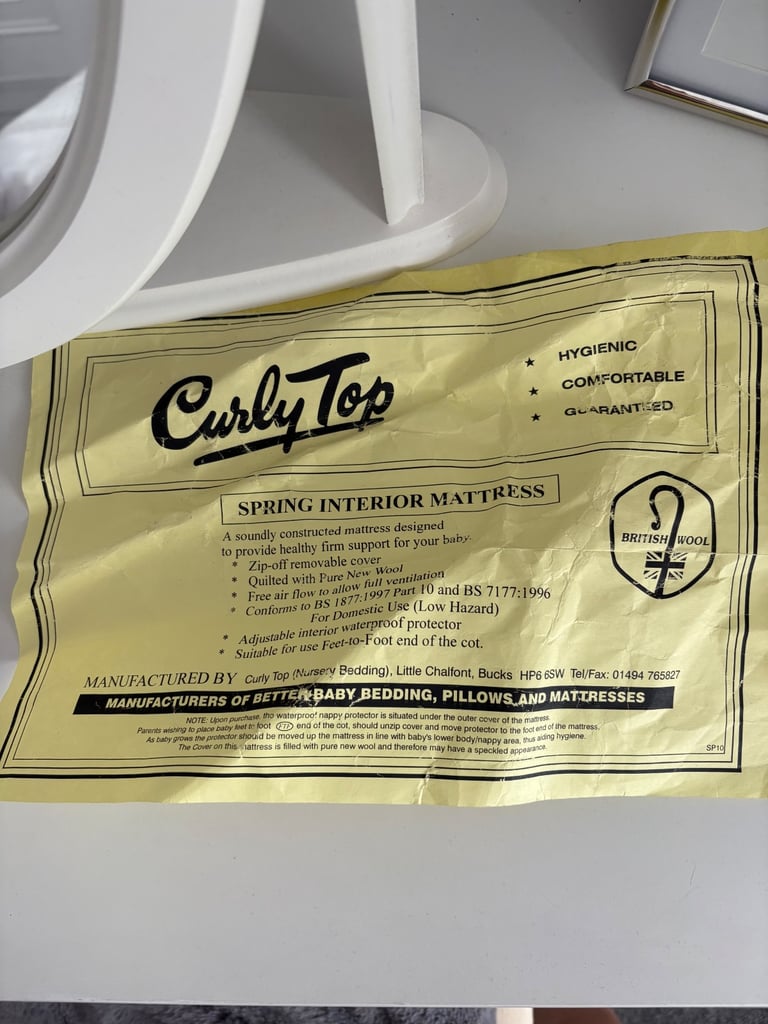 Curly Top
★ HYGIENIC
★ COMFORTABLE
★ GUARANTEED
SPRING INTERIOR MATTRESS
A soundly constructed mattress designed
to provide healthy firm support for your baby.
* Zip-off removable cover
* Quilted with Pure New Wool
* Free air flow to allow full ventilation
* Conforms to BS 1877:1997 Part 10 and BS 7177:1996
For Domestic Use (Low Hazard)
* Adjustable interior waterproof protector
* Suitable for use Feet-to-Foot end of the cot.
BRITISH WOOL
MANUFACTURED BY Curly Top (Nursery Bedding), Little Chalfont, Bucks HP6 6SW Tel/Fax: 01494 765827
MANUFACTURERS OF BETTER BABY BEDDING, PILLOWS AND MATTRESSES
NOTE: Upon purchase, the waterproof nappy protector is situated under the outer cover of the mattress.
Parents wishing to place baby feet to foot FTF end of the cot, should unzip cover and move protector to the foot end of the mattress.
As baby grows the protector should be moved up the mattress in line with baby's lower body/nappy area, thus aiding hygiene.
The Cover on this mattress is filled with pure new wool and therefore may have a speckled appearance.
SP10